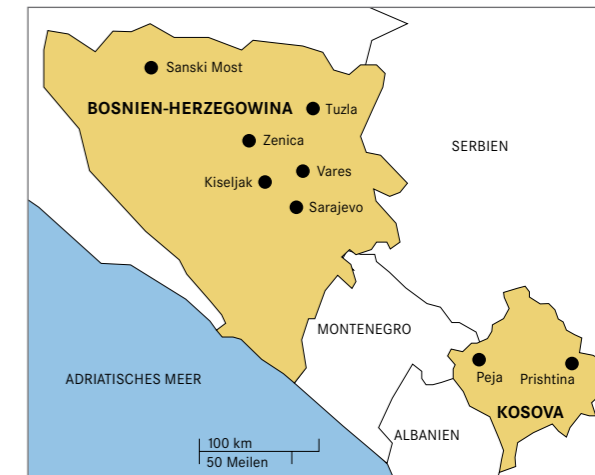 Sanski Most
BOSNIEN-HERZEGOWINA
Tuzla
Zenica
SERBIEN
Vares
Kiseljak
Sarajevo
MONTENEGRO
ADRIATISCHES MEER
Peja
Prishtina
KOSOVA
ALBANIEN
100 km
50 Meilen